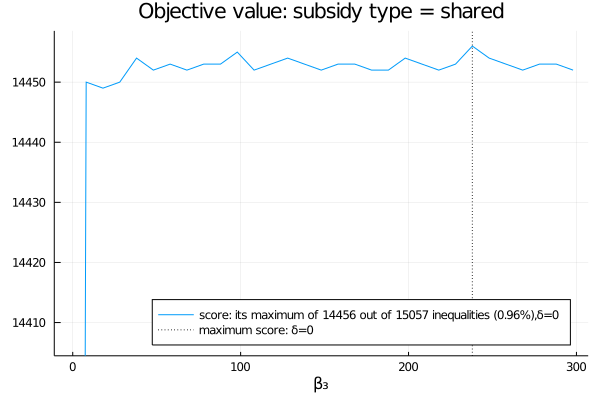 Objective value: subsidy type = shared
14450
14440
14430
14420
14410
score: its maximum of 14456 out of 15057 inequalities (0.96%),δ=0
maximum score: δ=0
0
100
200
300
β₃